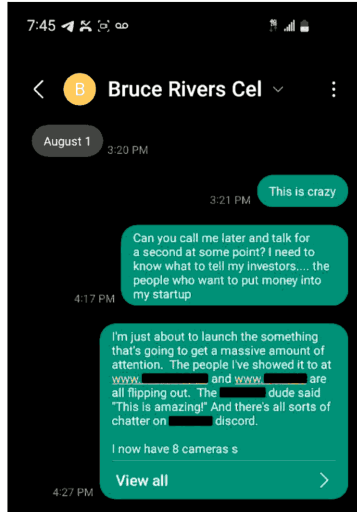 7:45
B
Bruce Rivers Cel
August 1
3:20 PM
This is crazy
3:21 PM
Can you call me later and talk for
a second at some point? I need to
know what to tell my investors.... the
people who want to put money into
my startup
4:17 PM
I'm just about to launch the something
that's going to get a massive amount of
attention. The people I've showed it to at
www. and www. are
all flipping out. The dude said
"This is amazing!" And there's all sorts of
chatter on discord.
I now have 8 cameras s
View all
4:27 PM